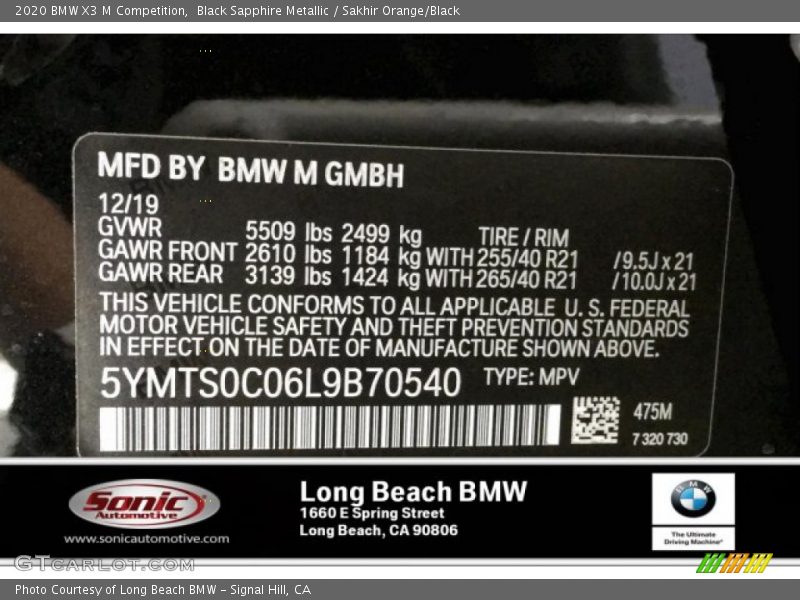 2020 BMW X3 M Competition, Black Sapphire Metallic / Sakhir Orange/Black
MFD BY BMW M GMBH
12/19
GVWR 5509 lbs 2499 kg TIRE / RIM
GAWR FRONT 2610 lbs 1184 kg WITH 255/40 R21 /9.5J x 21
GAWR REAR 3139 lbs 1424 kg WITH 265/40 R21 /10.0J x 21
THIS VEHICLE CONFORMS TO ALL APPLICABLE U. S. FEDERAL
MOTOR VEHICLE SAFETY AND THEFT PREVENTION STANDARDS
IN EFFECT ON THE DATE OF MANUFACTURE SHOWN ABOVE.
5YMTS0C06L9B70540 TYPE: MPV
475M
7 320 730
Sonic
Automotive
www.sonicautomotive.com
Long Beach BMW
1660 E Spring Street
Long Beach, CA 90806
BMW
The Ultimate
Driving Machine®
GTcarlot.com
Photo Courtesy of Long Beach BMW – Signal Hill, CA